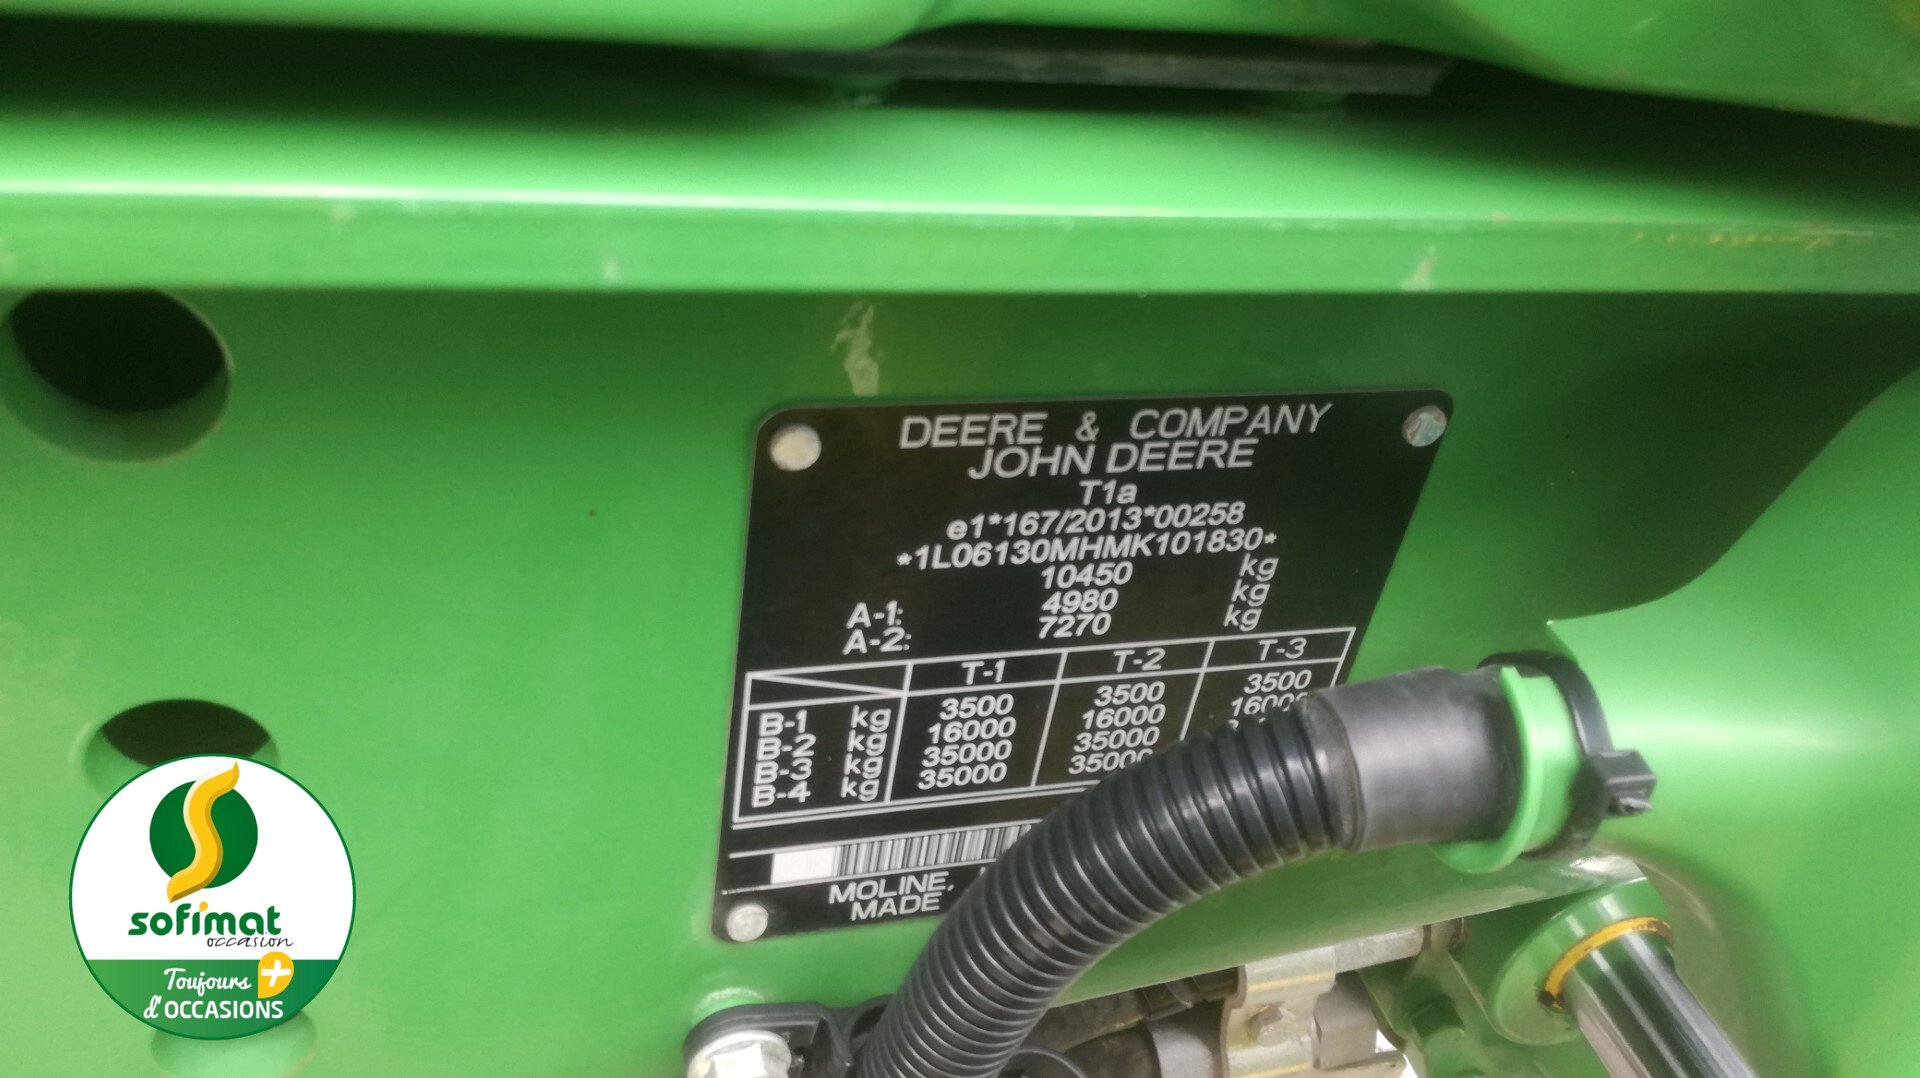 DEERE & COMPANY
JOHN DEERE
T1a
e1*167/2013*00258
*1L06130MHMK101830*
10450 kg
A-1: 4980 kg
A-2: 7270 kg
T-1 T-2 T-3
B-1 kg 3500 3500 3500
B-2 kg 16000 16000 16000
B-3 kg 35000 35000
B-4 kg 35000 35000
MOLINE,
MADE
sofimat
occasion
Toujours +
d'OCCASIONS